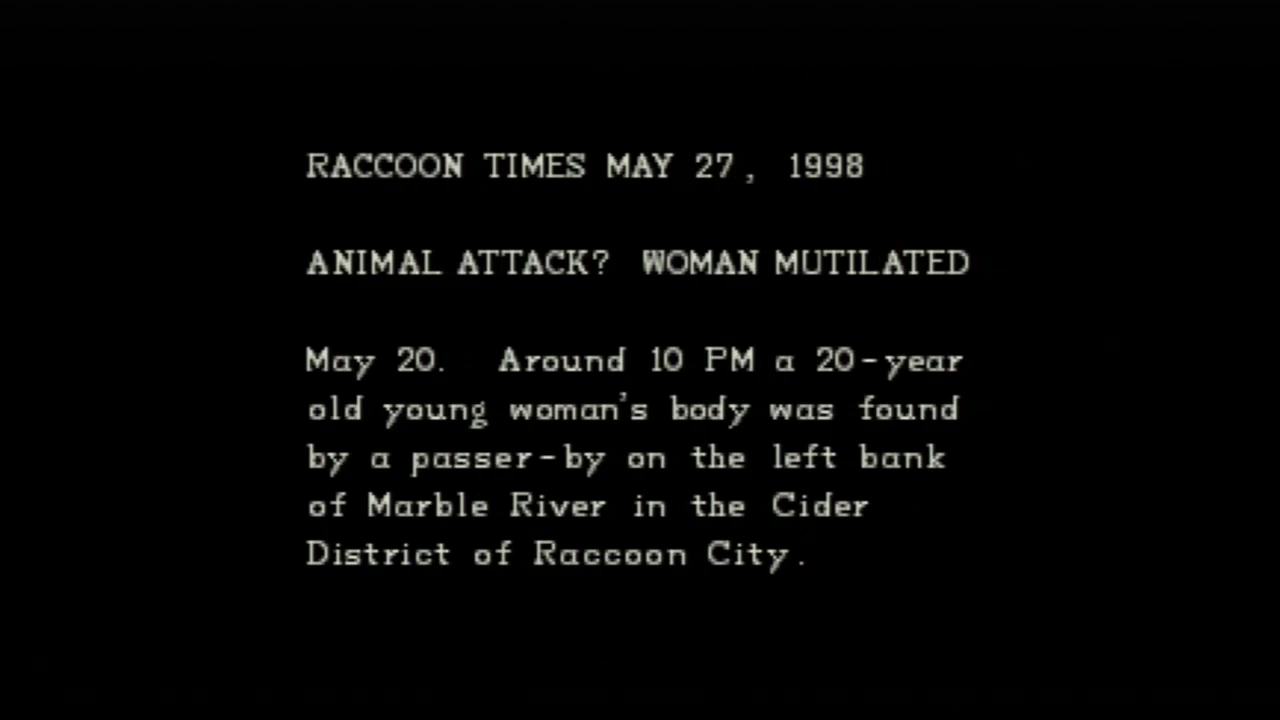 RACCOON TIMES MAY 27, 1998
ANIMAL ATTACK? WOMAN MUTILATED
May 20. Around 10 PM a 20-year
old young woman's body was found
by a passer-by on the left bank
of Marble River in the Cider
District of Raccoon City.